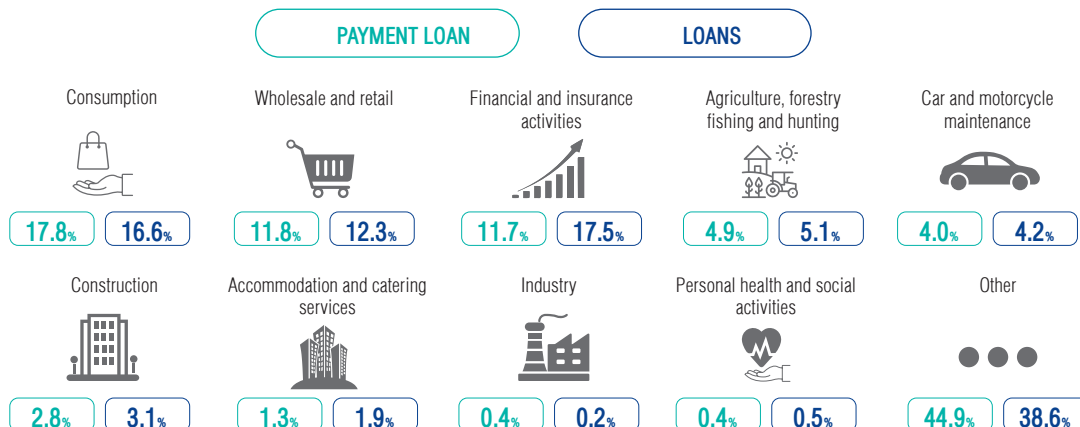 PAYMENT LOAN
LOANS
Consumption
17.8%
16.6%
Wholesale and retail
11.8%
12.3%
Financial and insurance
activities
11.7%
17.5%
Agriculture, forestry
fishing and hunting
4.9%
5.1%
Car and motorcycle
maintenance
4.0%
4.2%
Construction
2.8%
3.1%
Accommodation and catering
services
1.3%
1.9%
Industry
0.4%
0.2%
Personal health and social
activities
0.4%
0.5%
Other
44.9%
38.6%